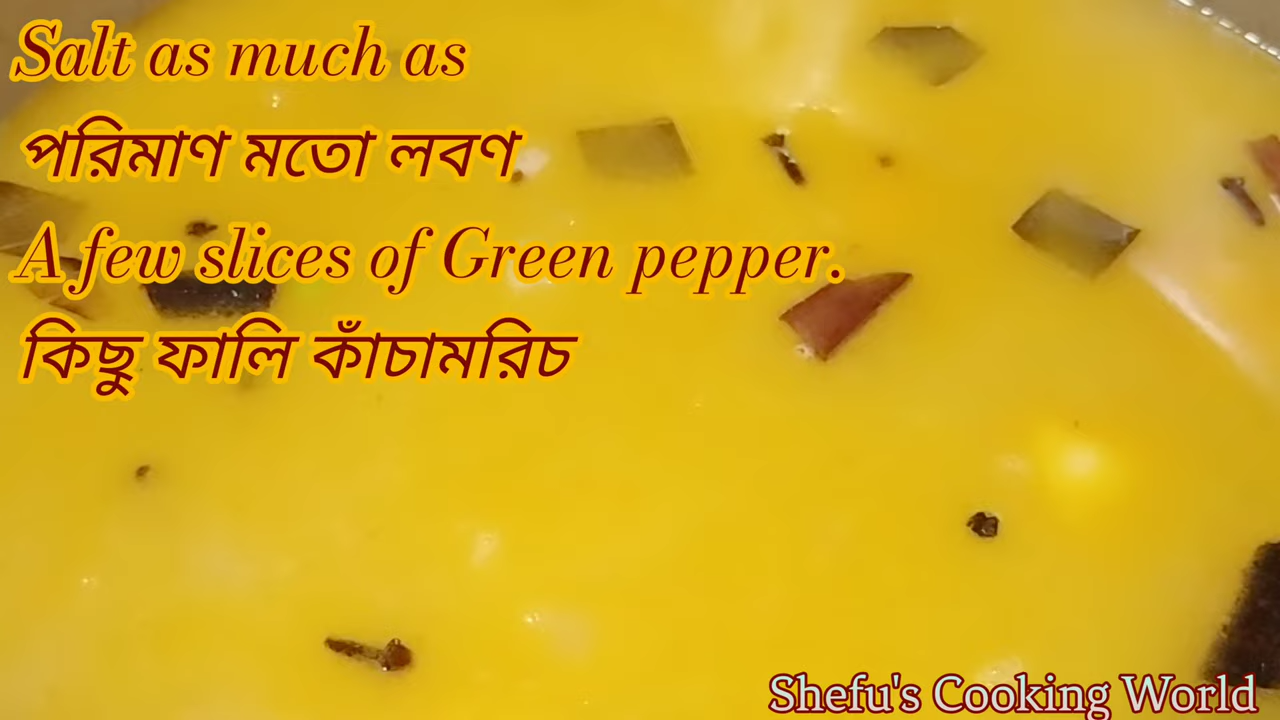 Salt as much as
পরিমাণ মতো লবণ
A few slices of Green pepper.
কিছু ফালি কাঁচামরিচ
Shefu's Cooking World